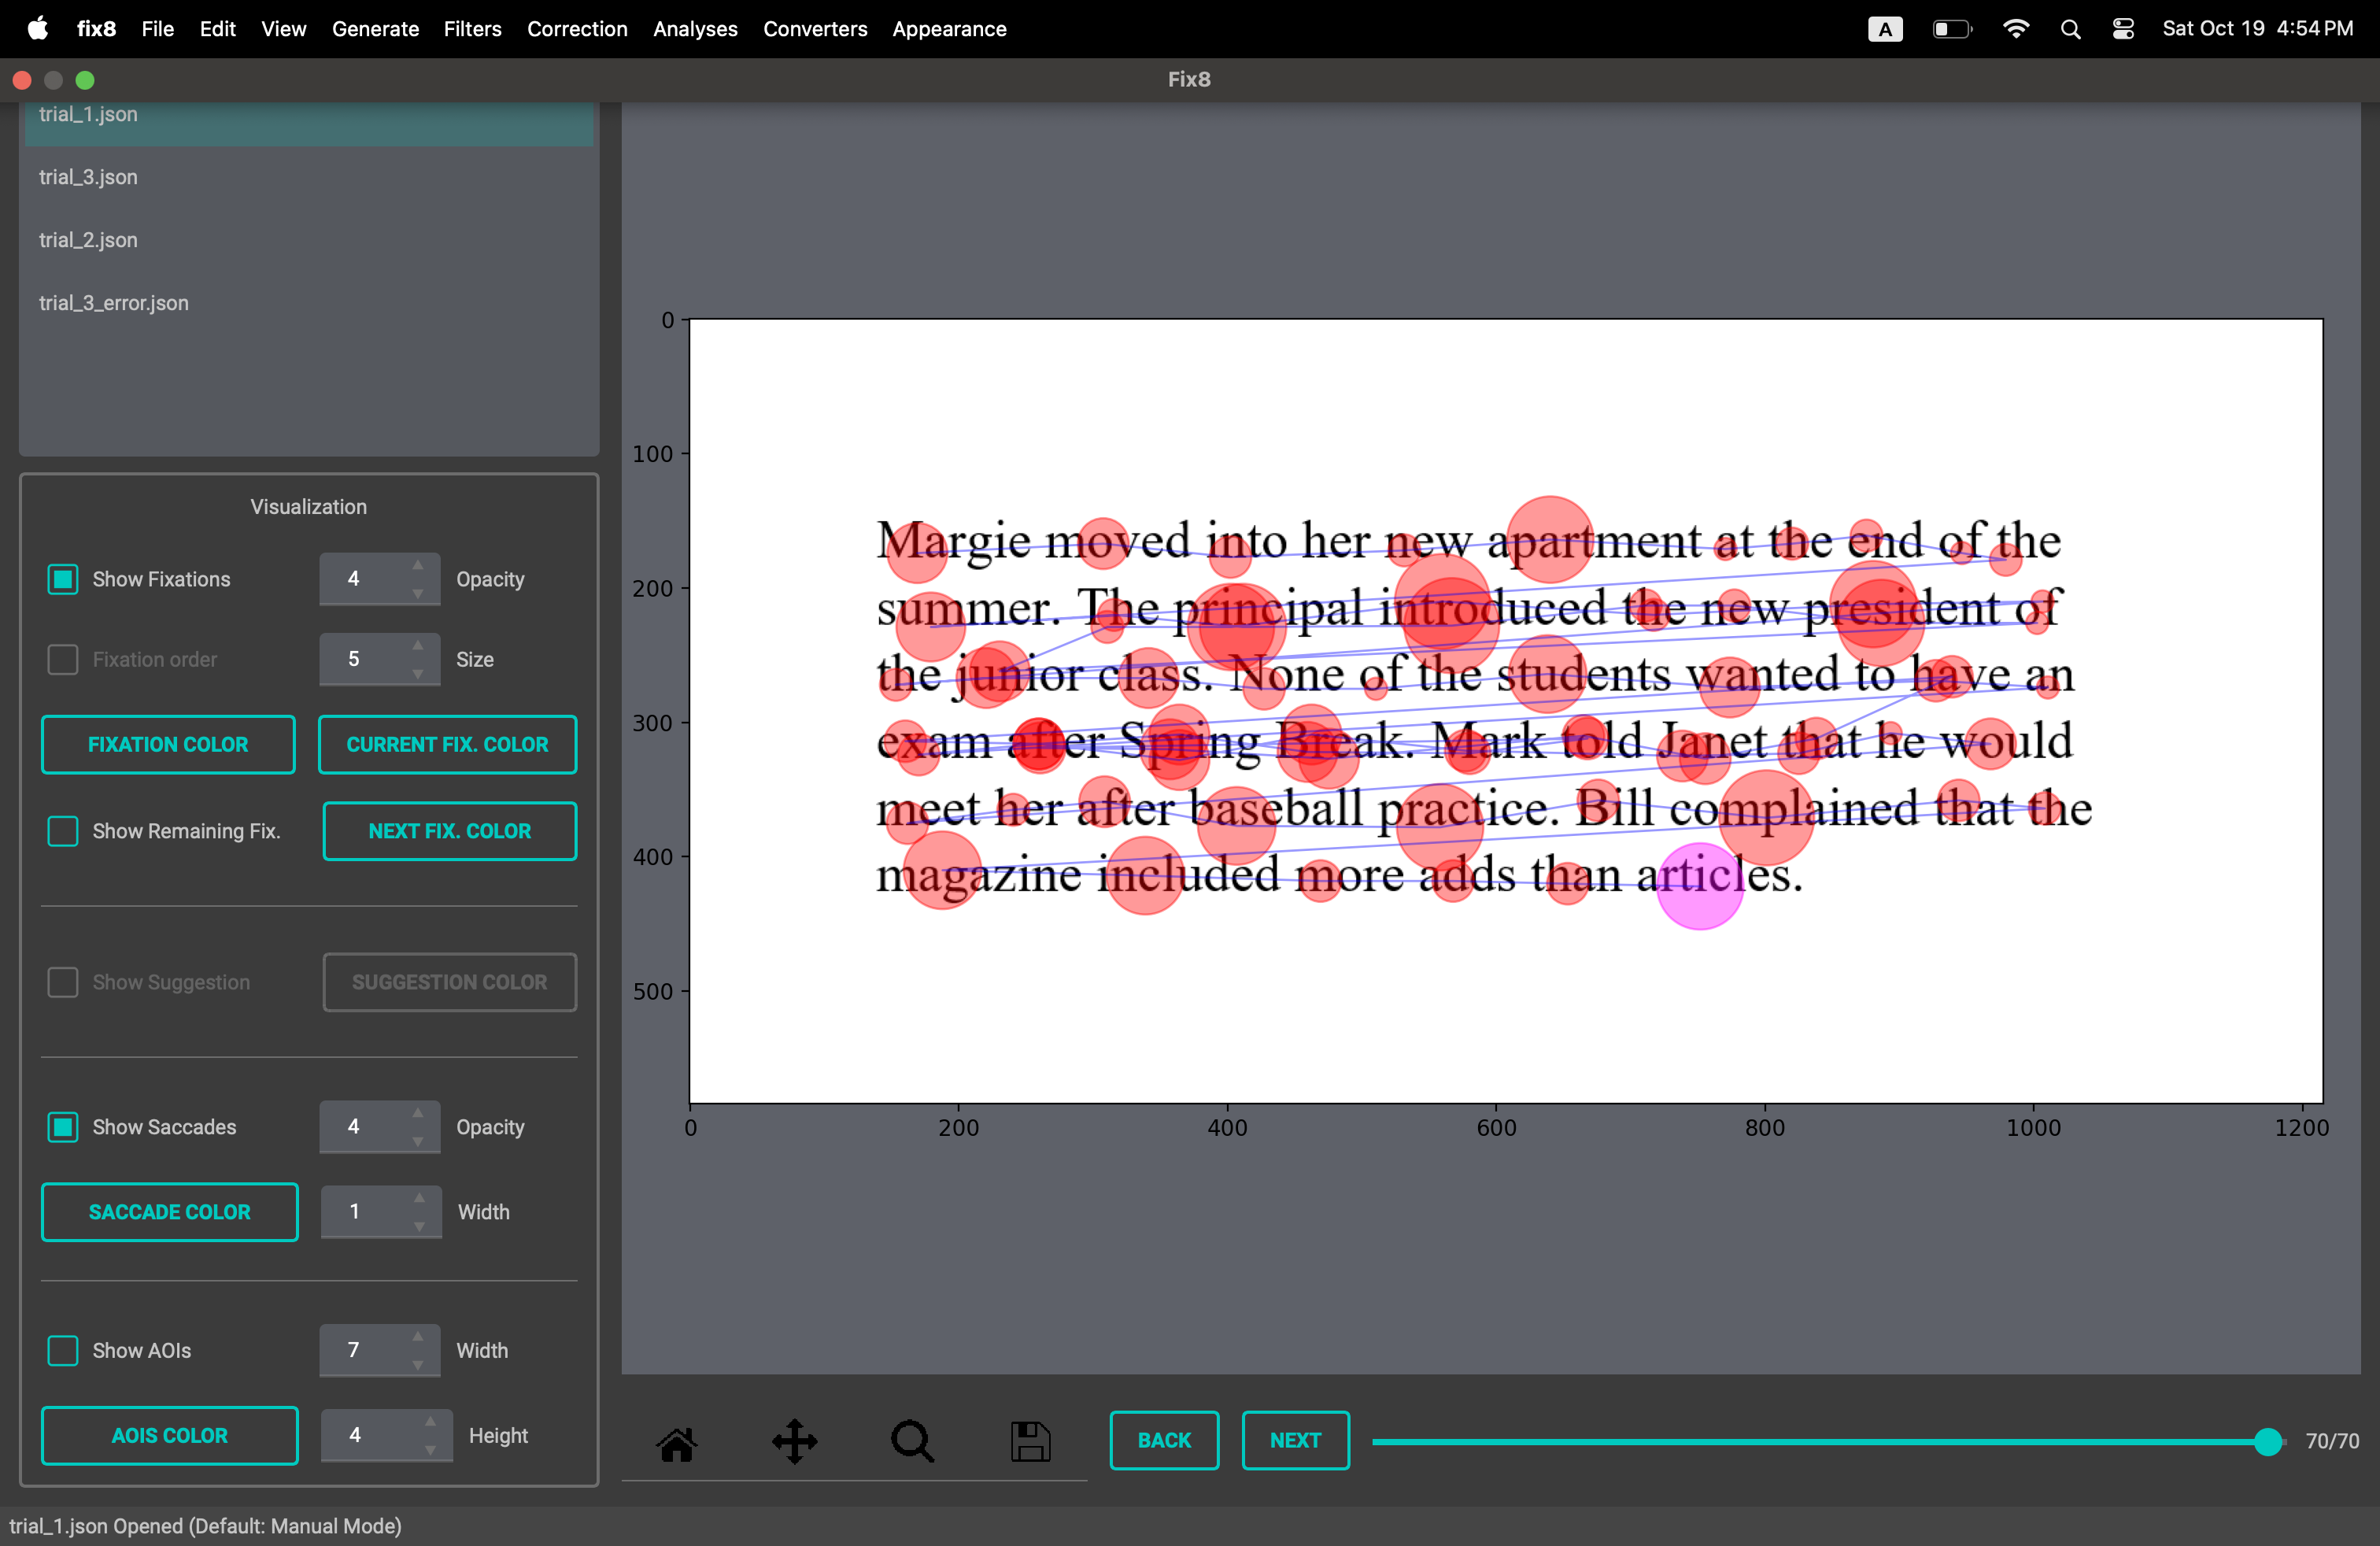 fix8 File Edit View Generate Filters Correction Analyses Converters Appearance A Sat Oct 19 4:54 PM
Fix8
trial_1.json
trial_3.json
trial_2.json
trial_3_error.json
Visualization
Show Fixations 4 Opacity
Fixation order 5 Size
FIXATION COLOR CURRENT FIX. COLOR
Show Remaining Fix. NEXT FIX. COLOR
Show Suggestion SUGGESTION COLOR
Show Saccades 4 Opacity
SACCADE COLOR 1 Width
Show AOIs 7 Width
AOIS COLOR 4 Height
0
100
200
300
400
500
Margie moved into her new apartment at the end of the
summer. The principal introduced the new president of
the junior class. None of the students wanted to have an
exam after Spring Break. Mark told Janet that he would
meet her after baseball practice. Bill complained that the
magazine included more adds than articles.
0 200 400 600 800 1000 1200
BACK NEXT 70/70
trial_1.json Opened (Default: Manual Mode)